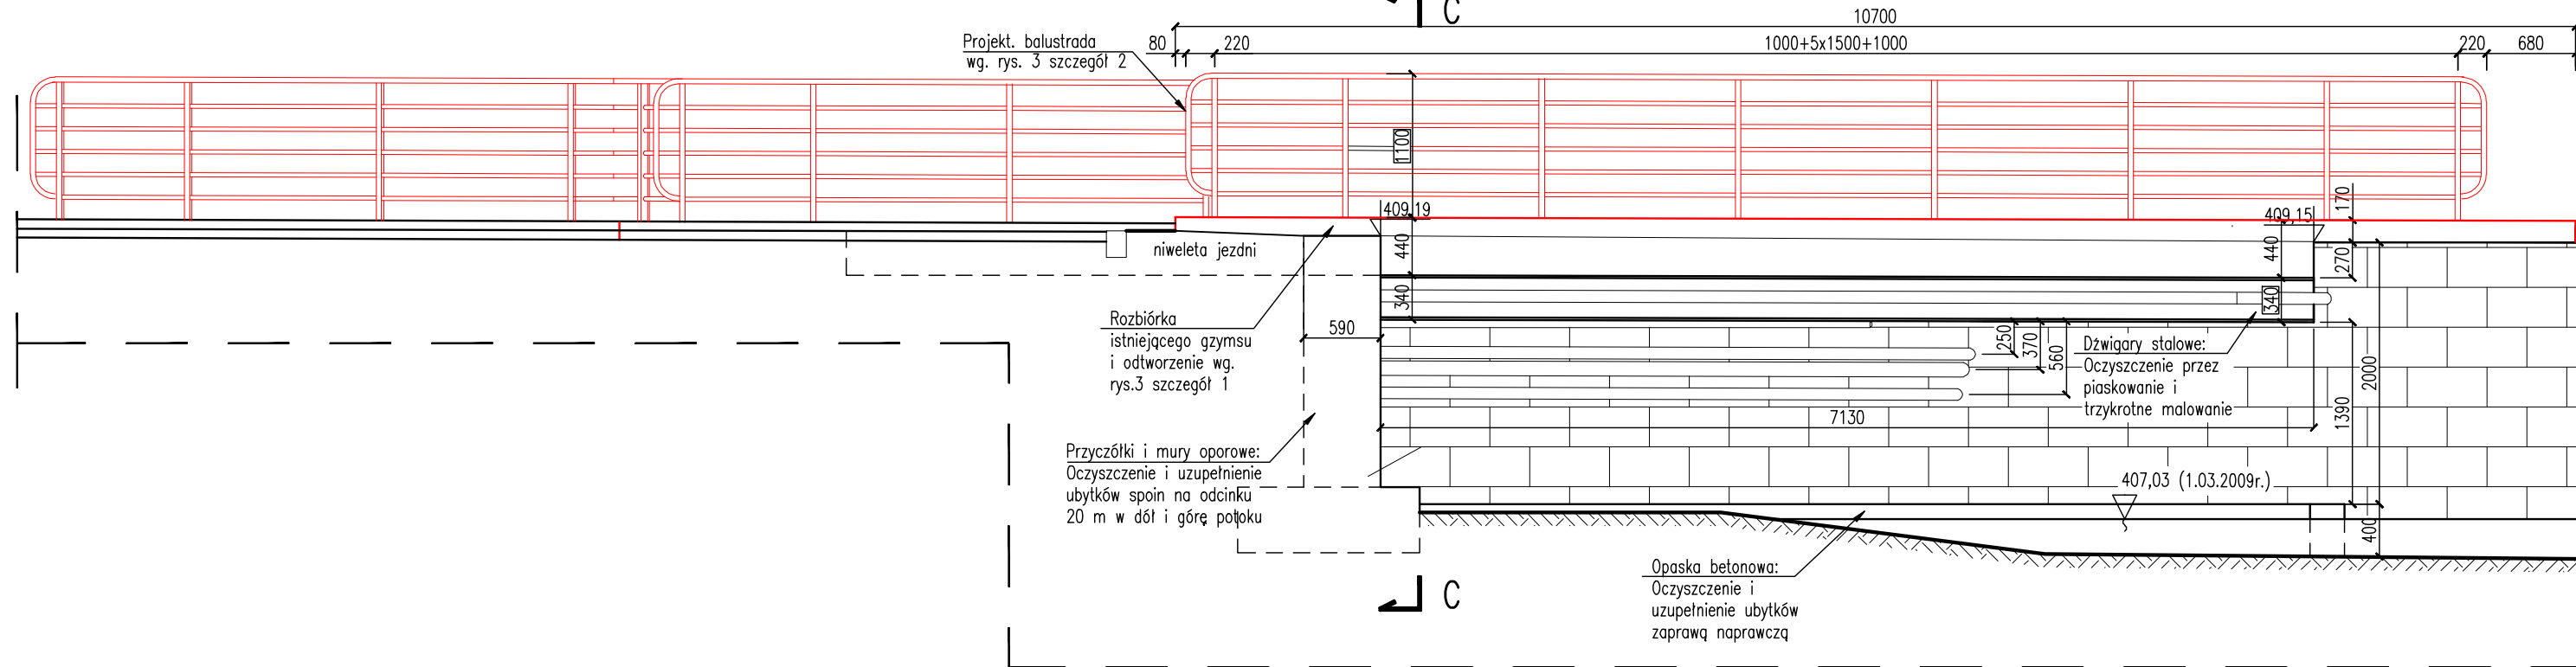 C
10700
80
220
1000+5x1500+1000
220
680
Projekt. balustrada
wg. rys. 3 szczegół 2
1100
170
409,19
409,15
niweleta jezdni
440
440
270
340
340
590
Rozbiórka
istniejącego gzymsu
i odtworzenie wg.
rys.3 szczegół 1
250
370
560
Dźwigary stalowe:
Oczyszczenie przez
piaskowanie i
trzykrotne malowanie
2000
1390
7130
Przyczółki i mury oporowe:
Oczyszczenie i uzupełnienie
ubytków spoin na odcinku
20 m w dół i górę potoku
407,03 (1.03.2009r.)
400
Opaska betonowa:
Oczyszczenie i
uzupełnienie ubytków
zaprawą naprawczą
C